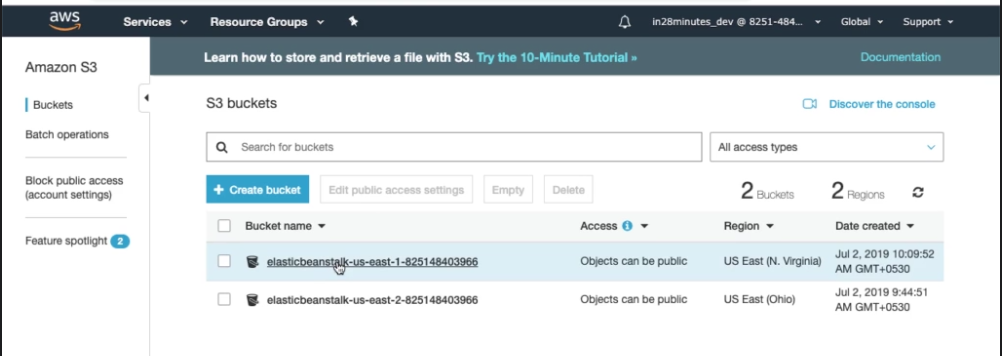 aws Services Resource Groups in28minutes_dev @ 8251-484... Global Support
Learn how to store and retrieve a file with S3. Try the 10-Minute Tutorial » Documentation
Amazon S3
Buckets
Batch operations
Block public access
(account settings)
Feature spotlight 2
S3 buckets Discover the console
Search for buckets All access types
+ Create bucket Edit public access settings Empty Delete 2 Buckets 2 Regions
Bucket name Access Region Date created
elasticbeanstalk-us-east-1-825148403966 Objects can be public US East (N. Virginia) Jul 2, 2019 10:09:52
AM GMT+0530
elasticbeanstalk-us-east-2-825148403966 Objects can be public US East (Ohio) Jul 2, 2019 9:44:51
AM GMT+0530